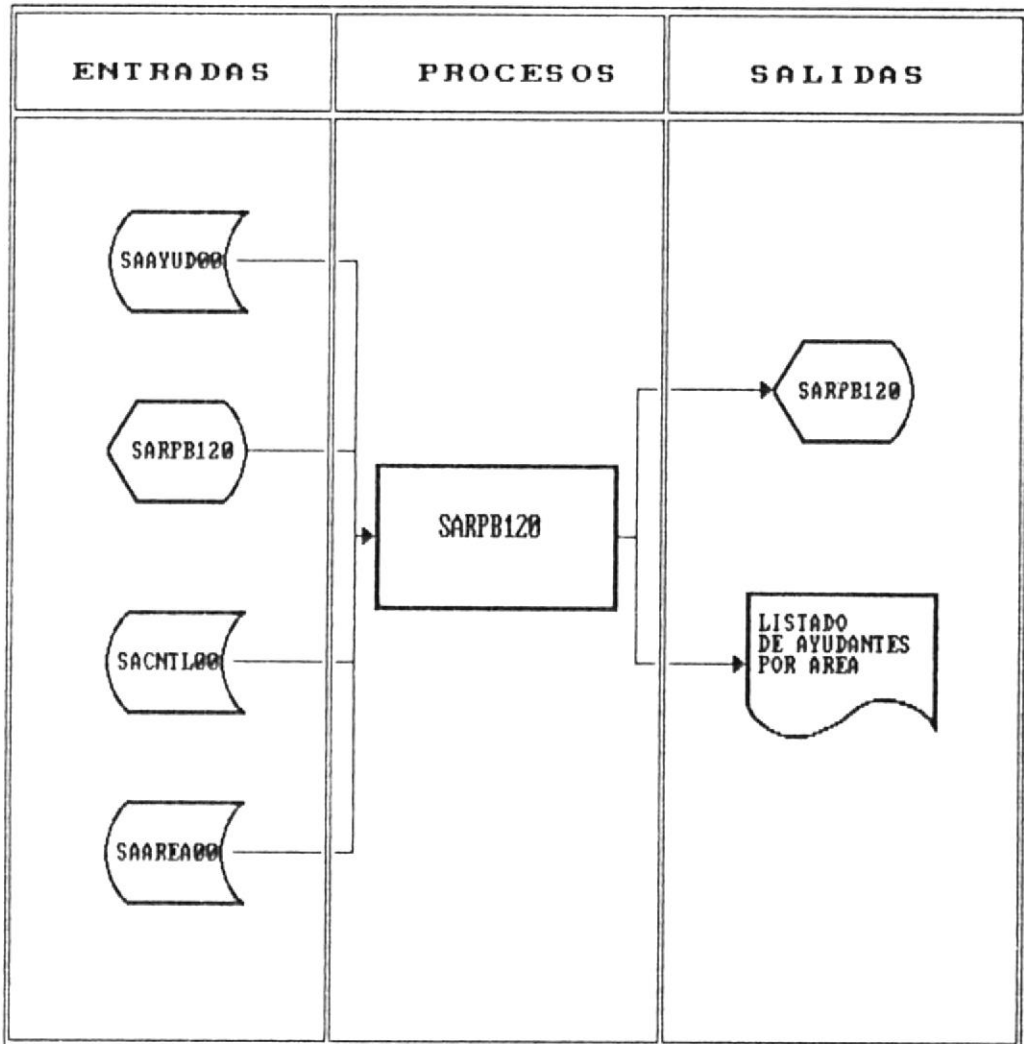 ENTRADAS
PROCESOS
SALIDAS
SAAYUD00
SARPB120
SARPB120
SARPB120
SACNTL00
LISTADO
DE AYUDANTES
POR AREA
SAAREA00